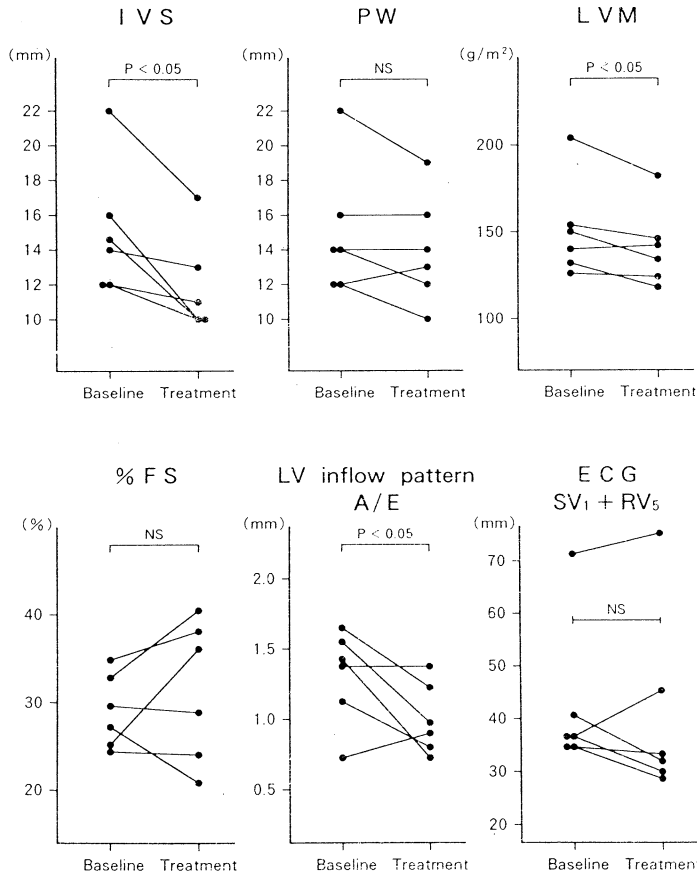 IVS
(mm)
P < 0.05
22
20
18
16
14
12
10
Baseline Treatment
PW
(mm)
NS
22
20
18
16
14
12
10
Baseline Treatment
LVM
(g/m²)
P < 0.05
200
150
100
Baseline Treatment
% FS
(%)
NS
40
30
20
Baseline Treatment
LV inflow pattern
A/E
(mm)
P < 0.05
2.0
1.5
1.0
0.5
Baseline Treatment
ECG
SV₁ + RV₅
(mm)
70
60
NS
50
40
30
20
Baseline Treatment